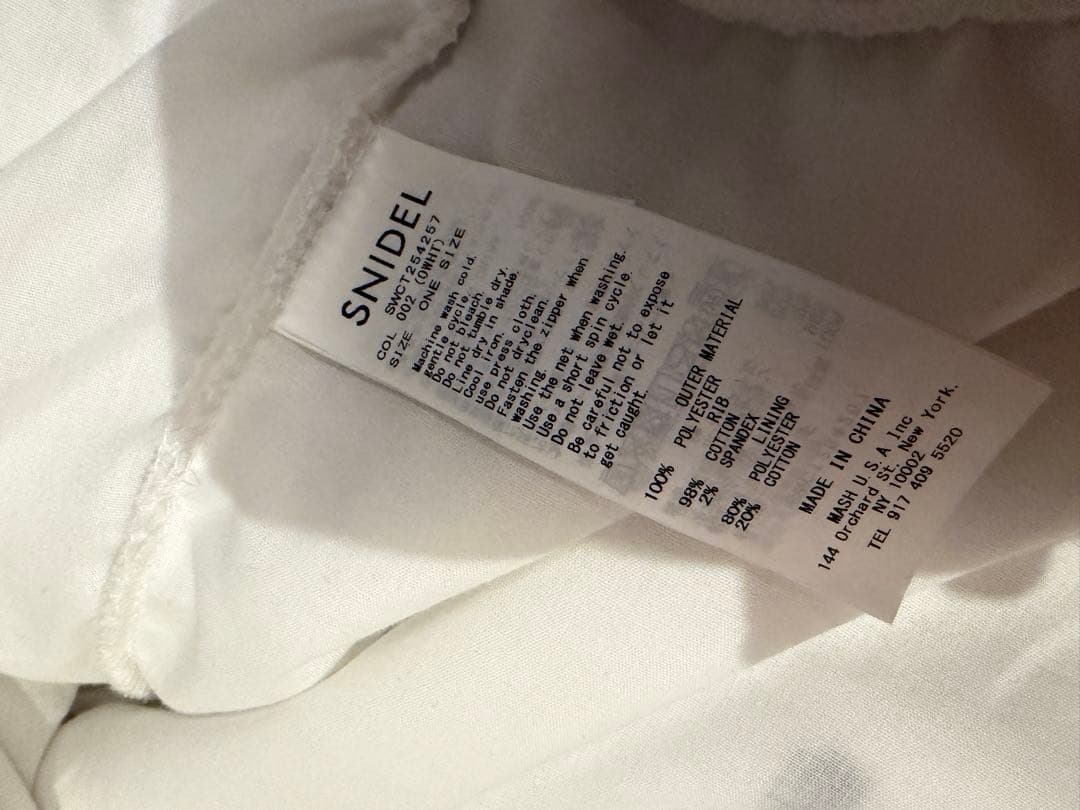 SNIDEL
SWCT254257
COL 002 (OWHT)
SIZE ONE SIZE
Machine wash cold.
gentle cycle.
Do not bleach.
Do not tumble dry.
Line dry in shade.
Cool iron.
use press cloth.
Do not dryclean.
Fasten the zipper when
washing.
Use the net when washing.
Use a short spin cycle.
Do not leave wet.
Be careful not to expose
to friction or let it
get caught.
OUTER MATERIAL
100% POLYESTER
RIB
98% COTTON
2% SPANDEX
LINING
80% POLYESTER
20% COTTON
MADE IN CHINA
MASH U.S.A Inc
144 Orchard St. New York.
NY 10002
TEL 917 409 5520